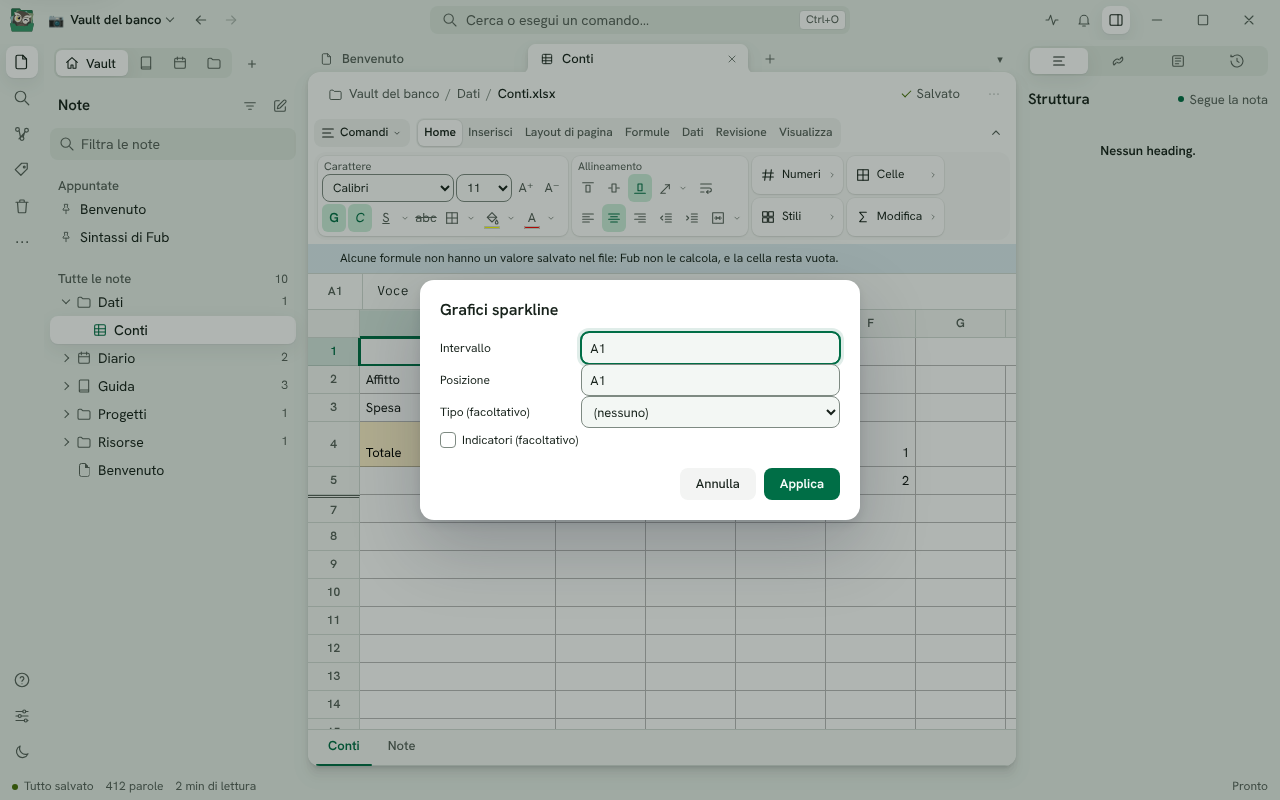 Vault del banco
Cerca o esegui un comando...
Ctrl+O
Vault
Benvenuto
Conti
Note
Filtra le note
Appuntate
Benvenuto
Sintassi di Fub
Tutte le note 10
Dati 1
Conti
Diario 2
Guida 3
Progetti 1
Risorse 1
Benvenuto
Vault del banco / Dati / Conti.xlsx
Salvato
Comandi
Home Inserisci Layout di pagina Formule Dati Revisione Visualizza
Carattere
Calibri 11 A⁺ A⁻
G C S abc A
Allineamento
Numeri
Celle
Stili
Modifica
Alcune formule non hanno un valore salvato nel file: Fub non le calcola, e la cella resta vuota.
A1 Voce
F G
1
2 Affitto
3 Spesa
4 Totale 1
5 2
7
8
9
10
11
12
13
14
Grafici sparkline
Intervallo A1
Posizione A1
Tipo (facoltativo) (nessuno)
Indicatori (facoltativo)
Annulla Applica
Conti Note
Struttura
Segue la nota
Nessun heading.
Tutto salvato 412 parole 2 min di lettura
Pronto